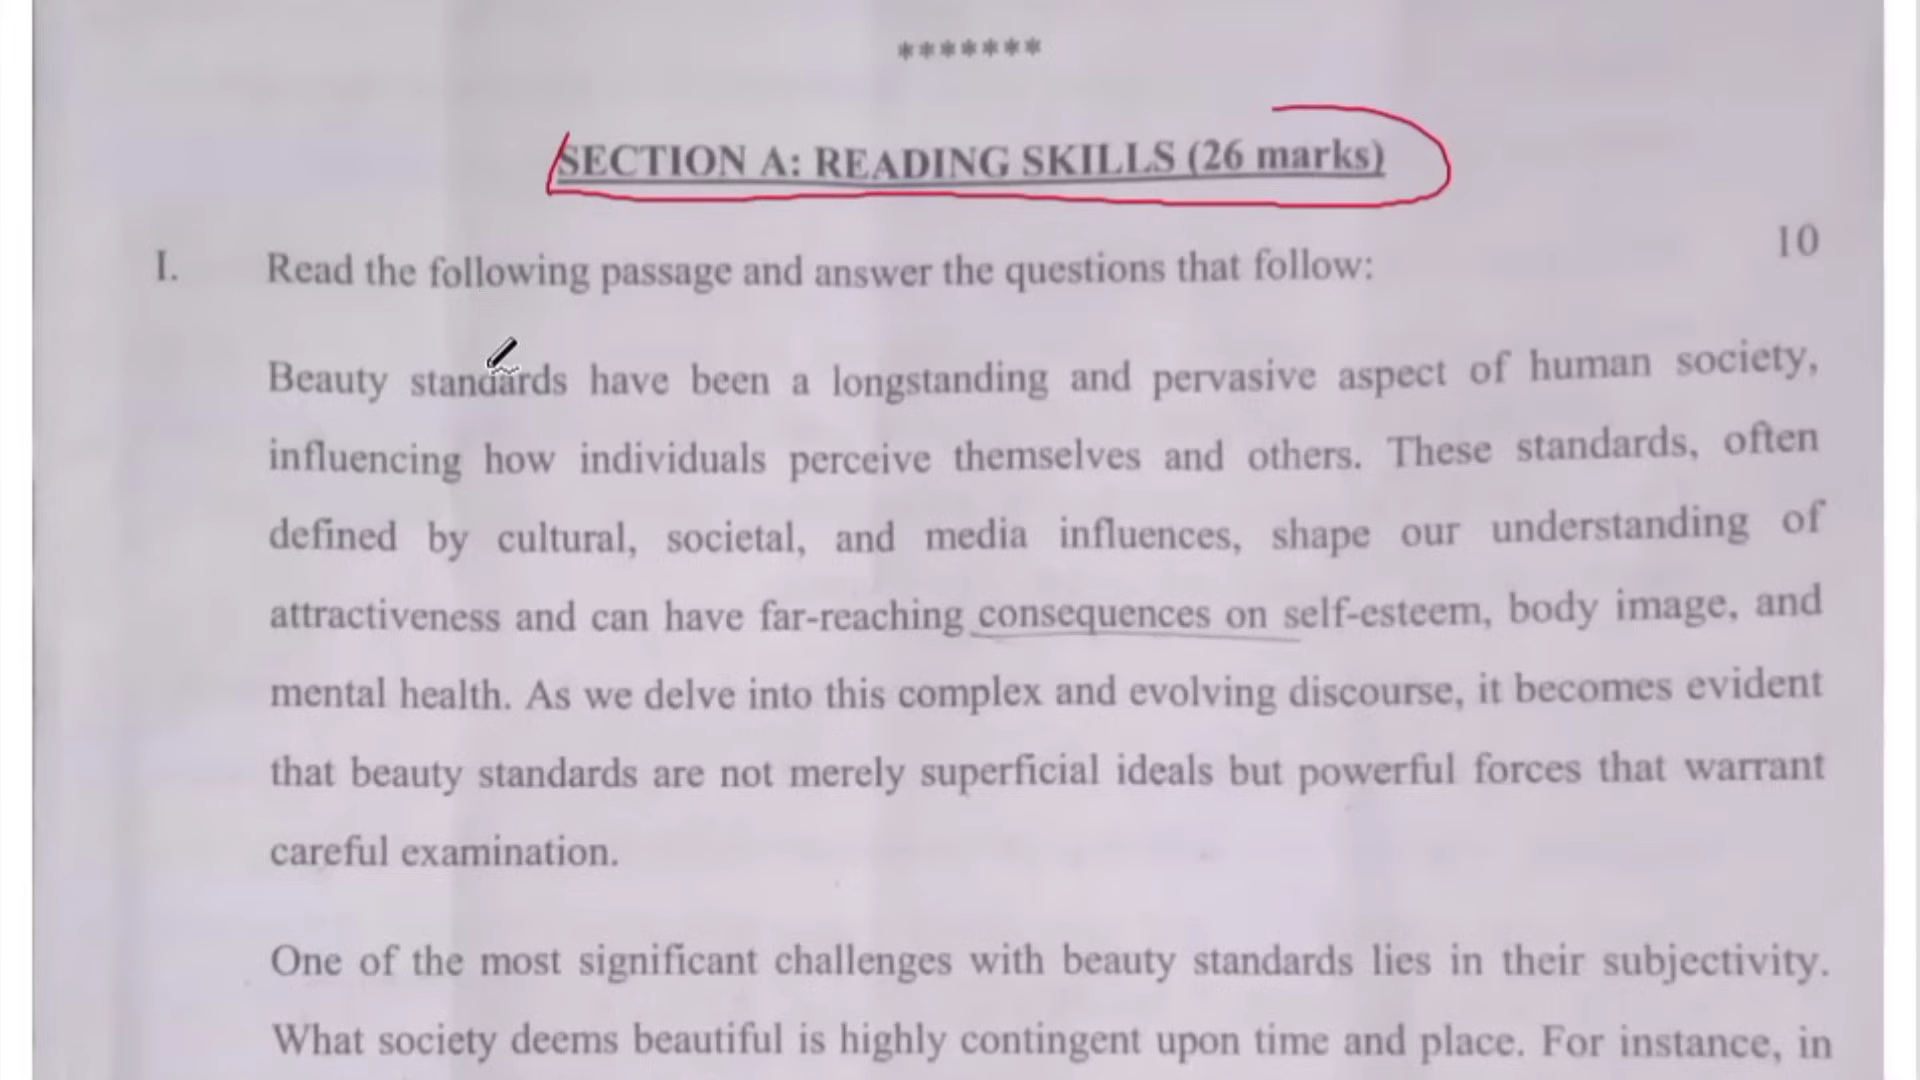 *******
SECTION A: READING SKILLS (26 marks)
I. Read the following passage and answer the questions that follow: 10
Beauty standards have been a longstanding and pervasive aspect of human society,
influencing how individuals perceive themselves and others. These standards, often
defined by cultural, societal, and media influences, shape our understanding of
attractiveness and can have far-reaching consequences on self-esteem, body image, and
mental health. As we delve into this complex and evolving discourse, it becomes evident
that beauty standards are not merely superficial ideals but powerful forces that warrant
careful examination.
One of the most significant challenges with beauty standards lies in their subjectivity.
What society deems beautiful is highly contingent upon time and place. For instance, in